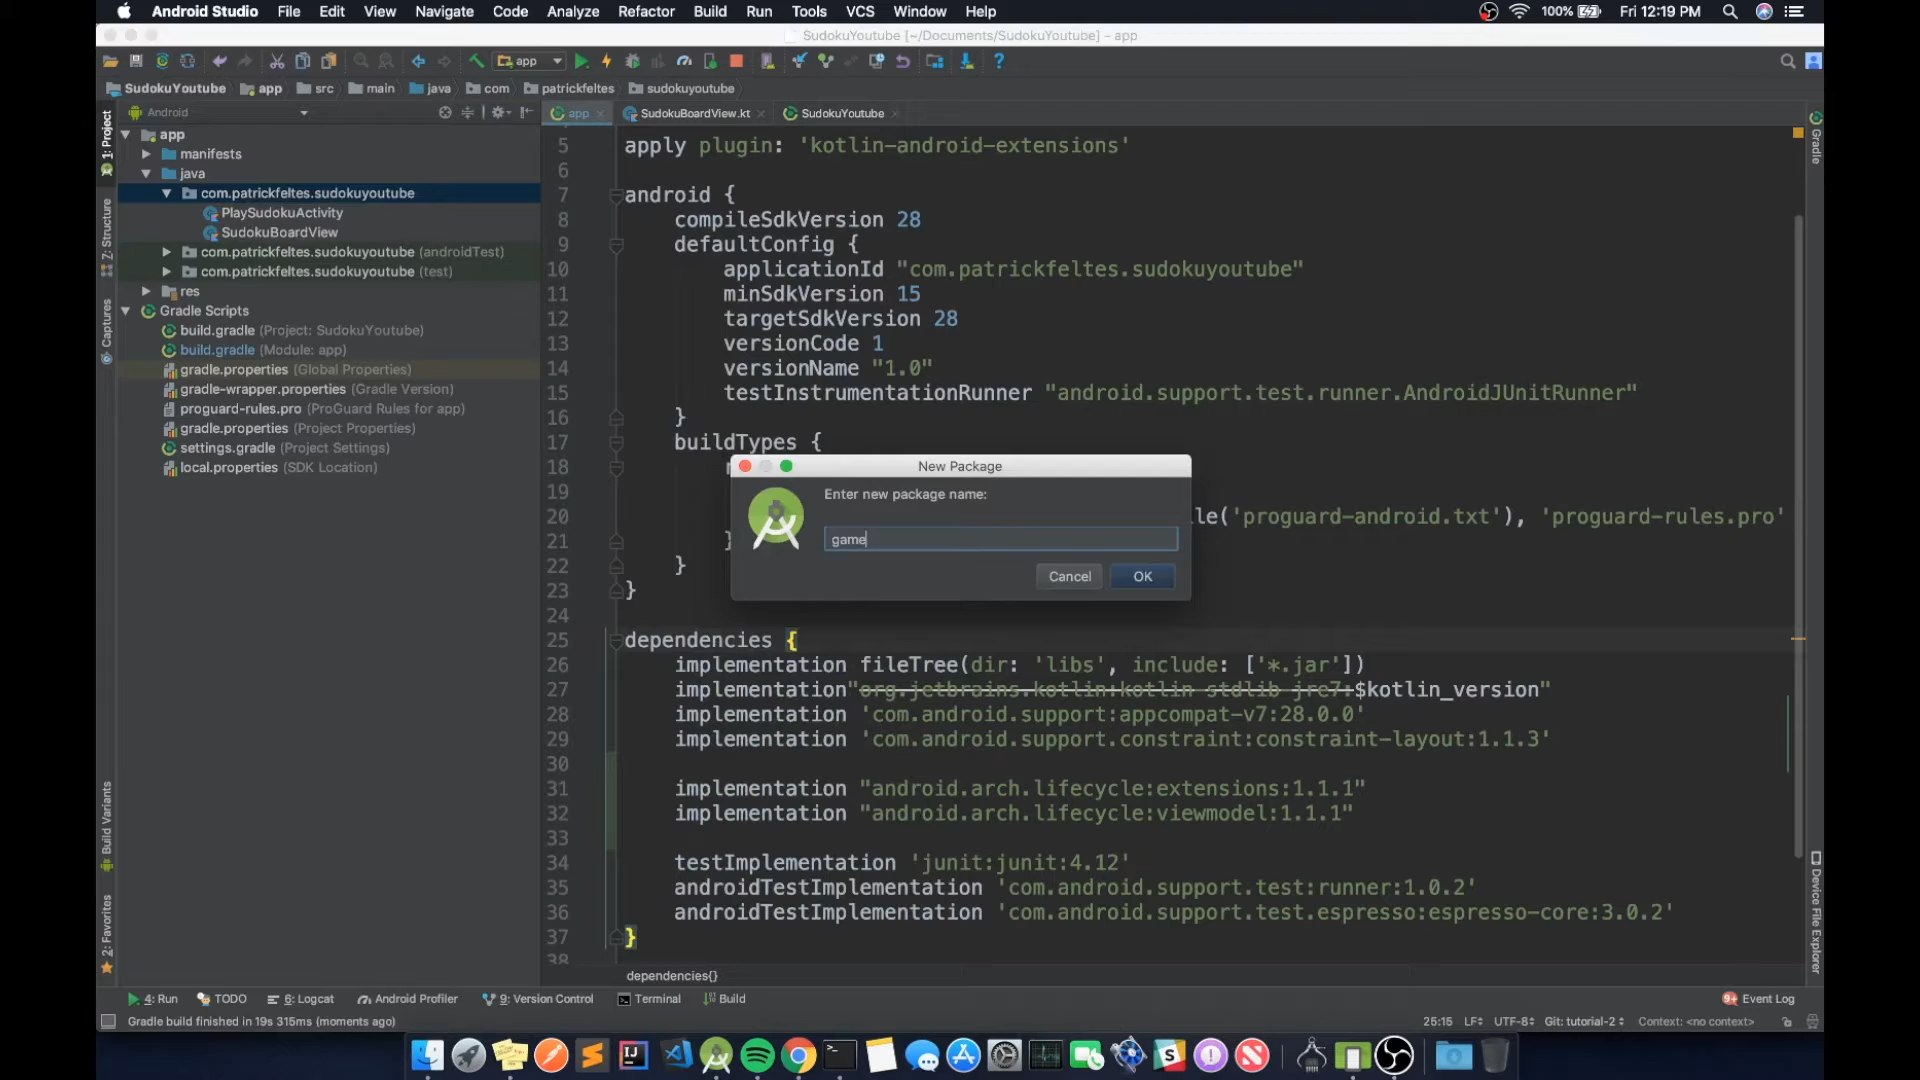 Android Studio File Edit View Navigate Code Analyze Refactor Build Run Tools VCS Window Help 100% Fri 12:19 PM
SudokuYoutube [~/Documents/SudokuYoutube] - app
app
SudokuYoutube app src main java com patrickfeltes sudokuyoutube
Android
app SudokuBoardView.kt SudokuYoutube
1: Project
Z: Structure
Captures
Build Variants
2: Favorites
app
manifests
java
com.patrickfeltes.sudokuyoutube
PlaySudokuActivity
SudokuBoardView
com.patrickfeltes.sudokuyoutube (androidTest)
com.patrickfeltes.sudokuyoutube (test)
res
Gradle Scripts
build.gradle (Project: SudokuYoutube)
build.gradle (Module: app)
gradle.properties (Global Properties)
gradle-wrapper.properties (Gradle Version)
proguard-rules.pro (ProGuard Rules for app)
gradle.properties (Project Properties)
settings.gradle (Project Settings)
local.properties (SDK Location)
5 apply plugin: 'kotlin-android-extensions'
6
7 android {
8 compileSdkVersion 28
9 defaultConfig {
10 applicationId "com.patrickfeltes.sudokuyoutube"
11 minSdkVersion 15
12 targetSdkVersion 28
13 versionCode 1
14 versionName "1.0"
15 testInstrumentationRunner "android.support.test.runner.AndroidJUnitRunner"
16 }
17 buildTypes {
18
19
20 le('proguard-android.txt'), 'proguard-rules.pro'
21 }
22 }
23 }
24
25 dependencies {
26 implementation fileTree(dir: 'libs', include: ['*.jar'])
27 implementation"org.jetbrains.kotlin:kotlin-stdlib-jre7:$kotlin_version"
28 implementation 'com.android.support:appcompat-v7:28.0.0'
29 implementation 'com.android.support.constraint:constraint-layout:1.1.3'
30
31 implementation "android.arch.lifecycle:extensions:1.1.1"
32 implementation "android.arch.lifecycle:viewmodel:1.1.1"
33
34 testImplementation 'junit:junit:4.12'
35 androidTestImplementation 'com.android.support.test:runner:1.0.2'
36 androidTestImplementation 'com.android.support.test.espresso:espresso-core:3.0.2'
37 }
38
New Package
Enter new package name:
game
Cancel OK
Gradle
Device File Explorer
dependencies{}
4: Run TODO 6: Logcat Android Profiler 9: Version Control Terminal Build 9+ Event Log
Gradle build finished in 19s 315ms (moments ago) 25:15 LF UTF-8 Git: tutorial-2 Context: <no context>